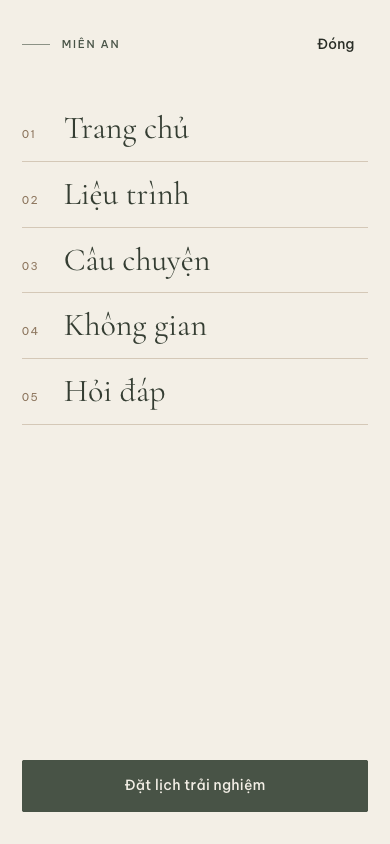 MIÊN AN
Đóng
01 Trang chủ
02 Liệu trình
03 Câu chuyện
04 Không gian
05 Hỏi đáp
Đặt lịch trải nghiệm